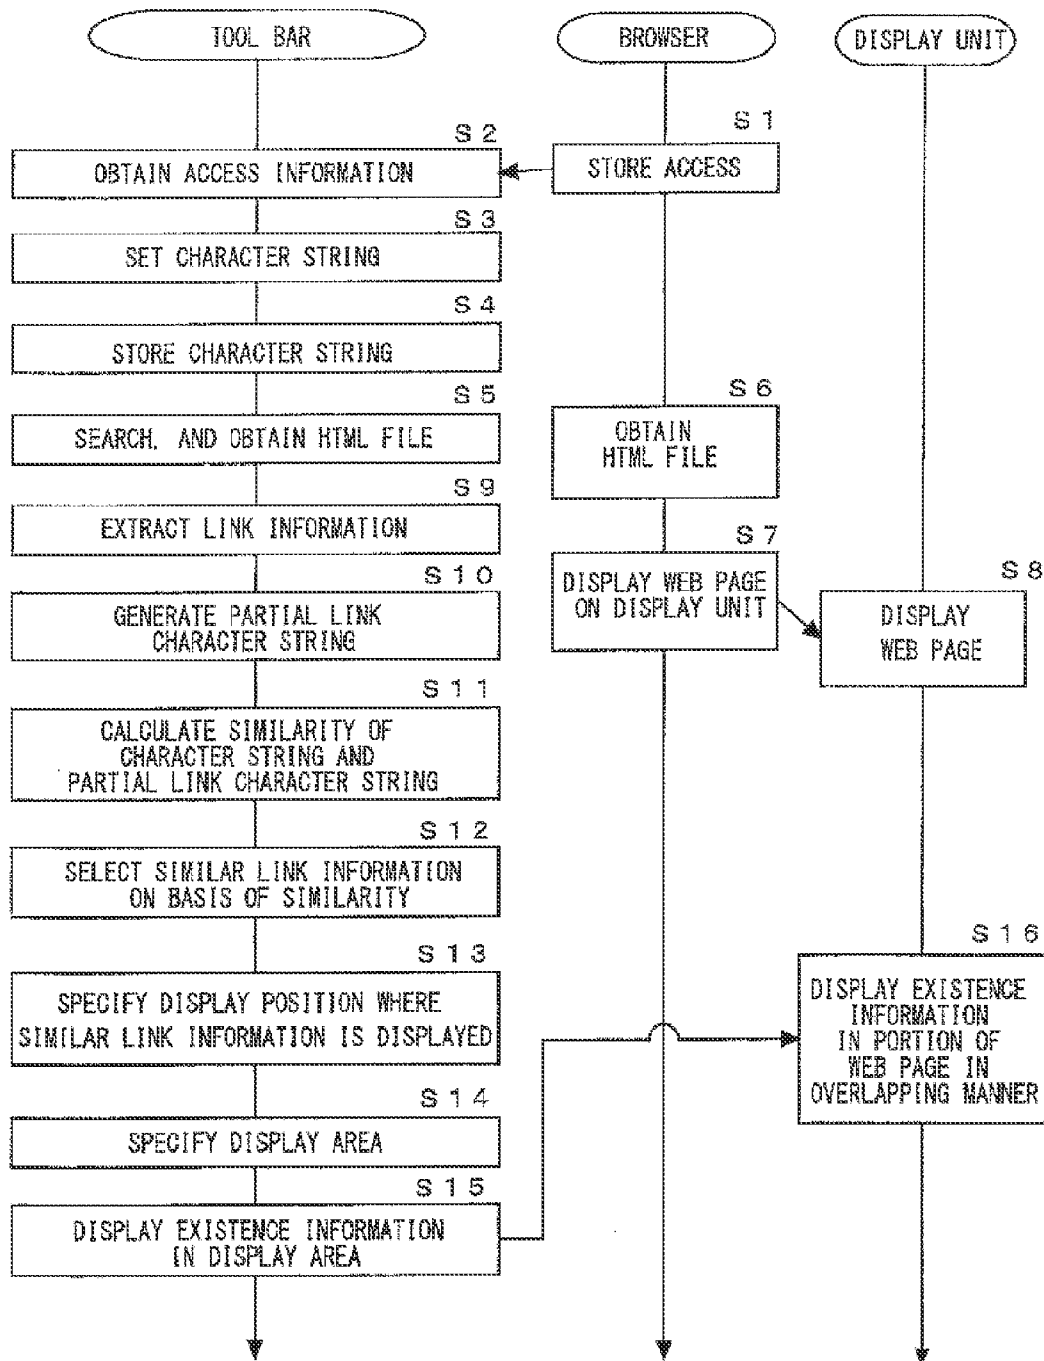 TOOL BAR
BROWSER
DISPLAY UNIT
S 1
STORE ACCESS
S 2
OBTAIN ACCESS INFORMATION
S 3
SET CHARACTER STRING
S 4
STORE CHARACTER STRING
S 5
SEARCH, AND OBTAIN HTML FILE
S 6
OBTAIN
HTML FILE
S 7
DISPLAY WEB PAGE
ON DISPLAY UNIT
S 8
DISPLAY
WEB PAGE
S 9
EXTRACT LINK INFORMATION
S 1 0
GENERATE PARTIAL LINK
CHARACTER STRING
S 1 1
CALCULATE SIMILARITY OF
CHARACTER STRING AND
PARTIAL LINK CHARACTER STRING
S 1 2
SELECT SIMILAR LINK INFORMATION
ON BASIS OF SIMILARITY
S 1 3
SPECIFY DISPLAY POSITION WHERE
SIMILAR LINK INFORMATION IS DISPLAYED
S 1 4
SPECIFY DISPLAY AREA
S 1 5
DISPLAY EXISTENCE INFORMATION
IN DISPLAY AREA
S 1 6
DISPLAY EXISTENCE
INFORMATION
IN PORTION OF
WEB PAGE IN
OVERLAPPING MANNER